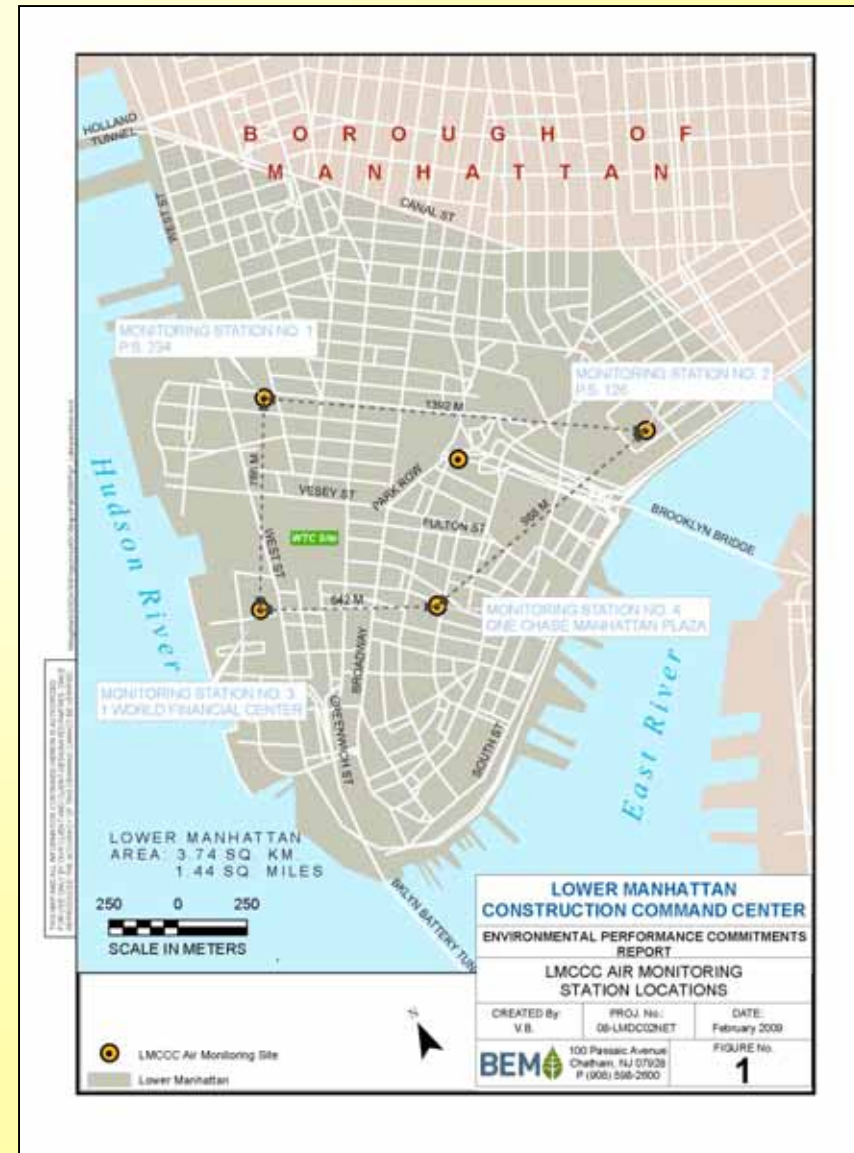 HOLLAND
TUNNEL
BOROUGH OF
MANHATTAN
WEST ST
CANAL ST
MONITORING STATION NO. 1
P.S. 234
MONITORING STATION NO. 2
P.S. 126
1392 M
Hudson River
VESEY ST
PARK ROW
FULTON ST
BROOKLYN BRIDGE
WTC Site
WEST ST
642 M
MONITORING STATION NO. 4
ONE CHASE MANHATTAN PLAZA
BROADWAY
MONITORING STATION NO. 3
1 WORLD FINANCIAL CENTER
GREENWICH ST
SOUTH ST
East River
LOWER MANHATTAN
AREA: 3.74 SQ. KM.
1.44 SQ. MILES
250 0 250
SCALE IN METERS
BKLYN BATTERY TUN
LOWER MANHATTAN
CONSTRUCTION COMMAND CENTER
ENVIRONMENTAL PERFORMANCE COMMITMENTS
REPORT
LMCCC AIR MONITORING
STATION LOCATIONS
CREATED By:
V.B.
PROJ. No.:
08-LMDC02NET
DATE:
February 2009
BEM
100 Passaic Avenue
Chatham, NJ 07928
P (908) 598-2600
FIGURE No.
1
N
LMCCC Air Monitoring Site
Lower Manhattan